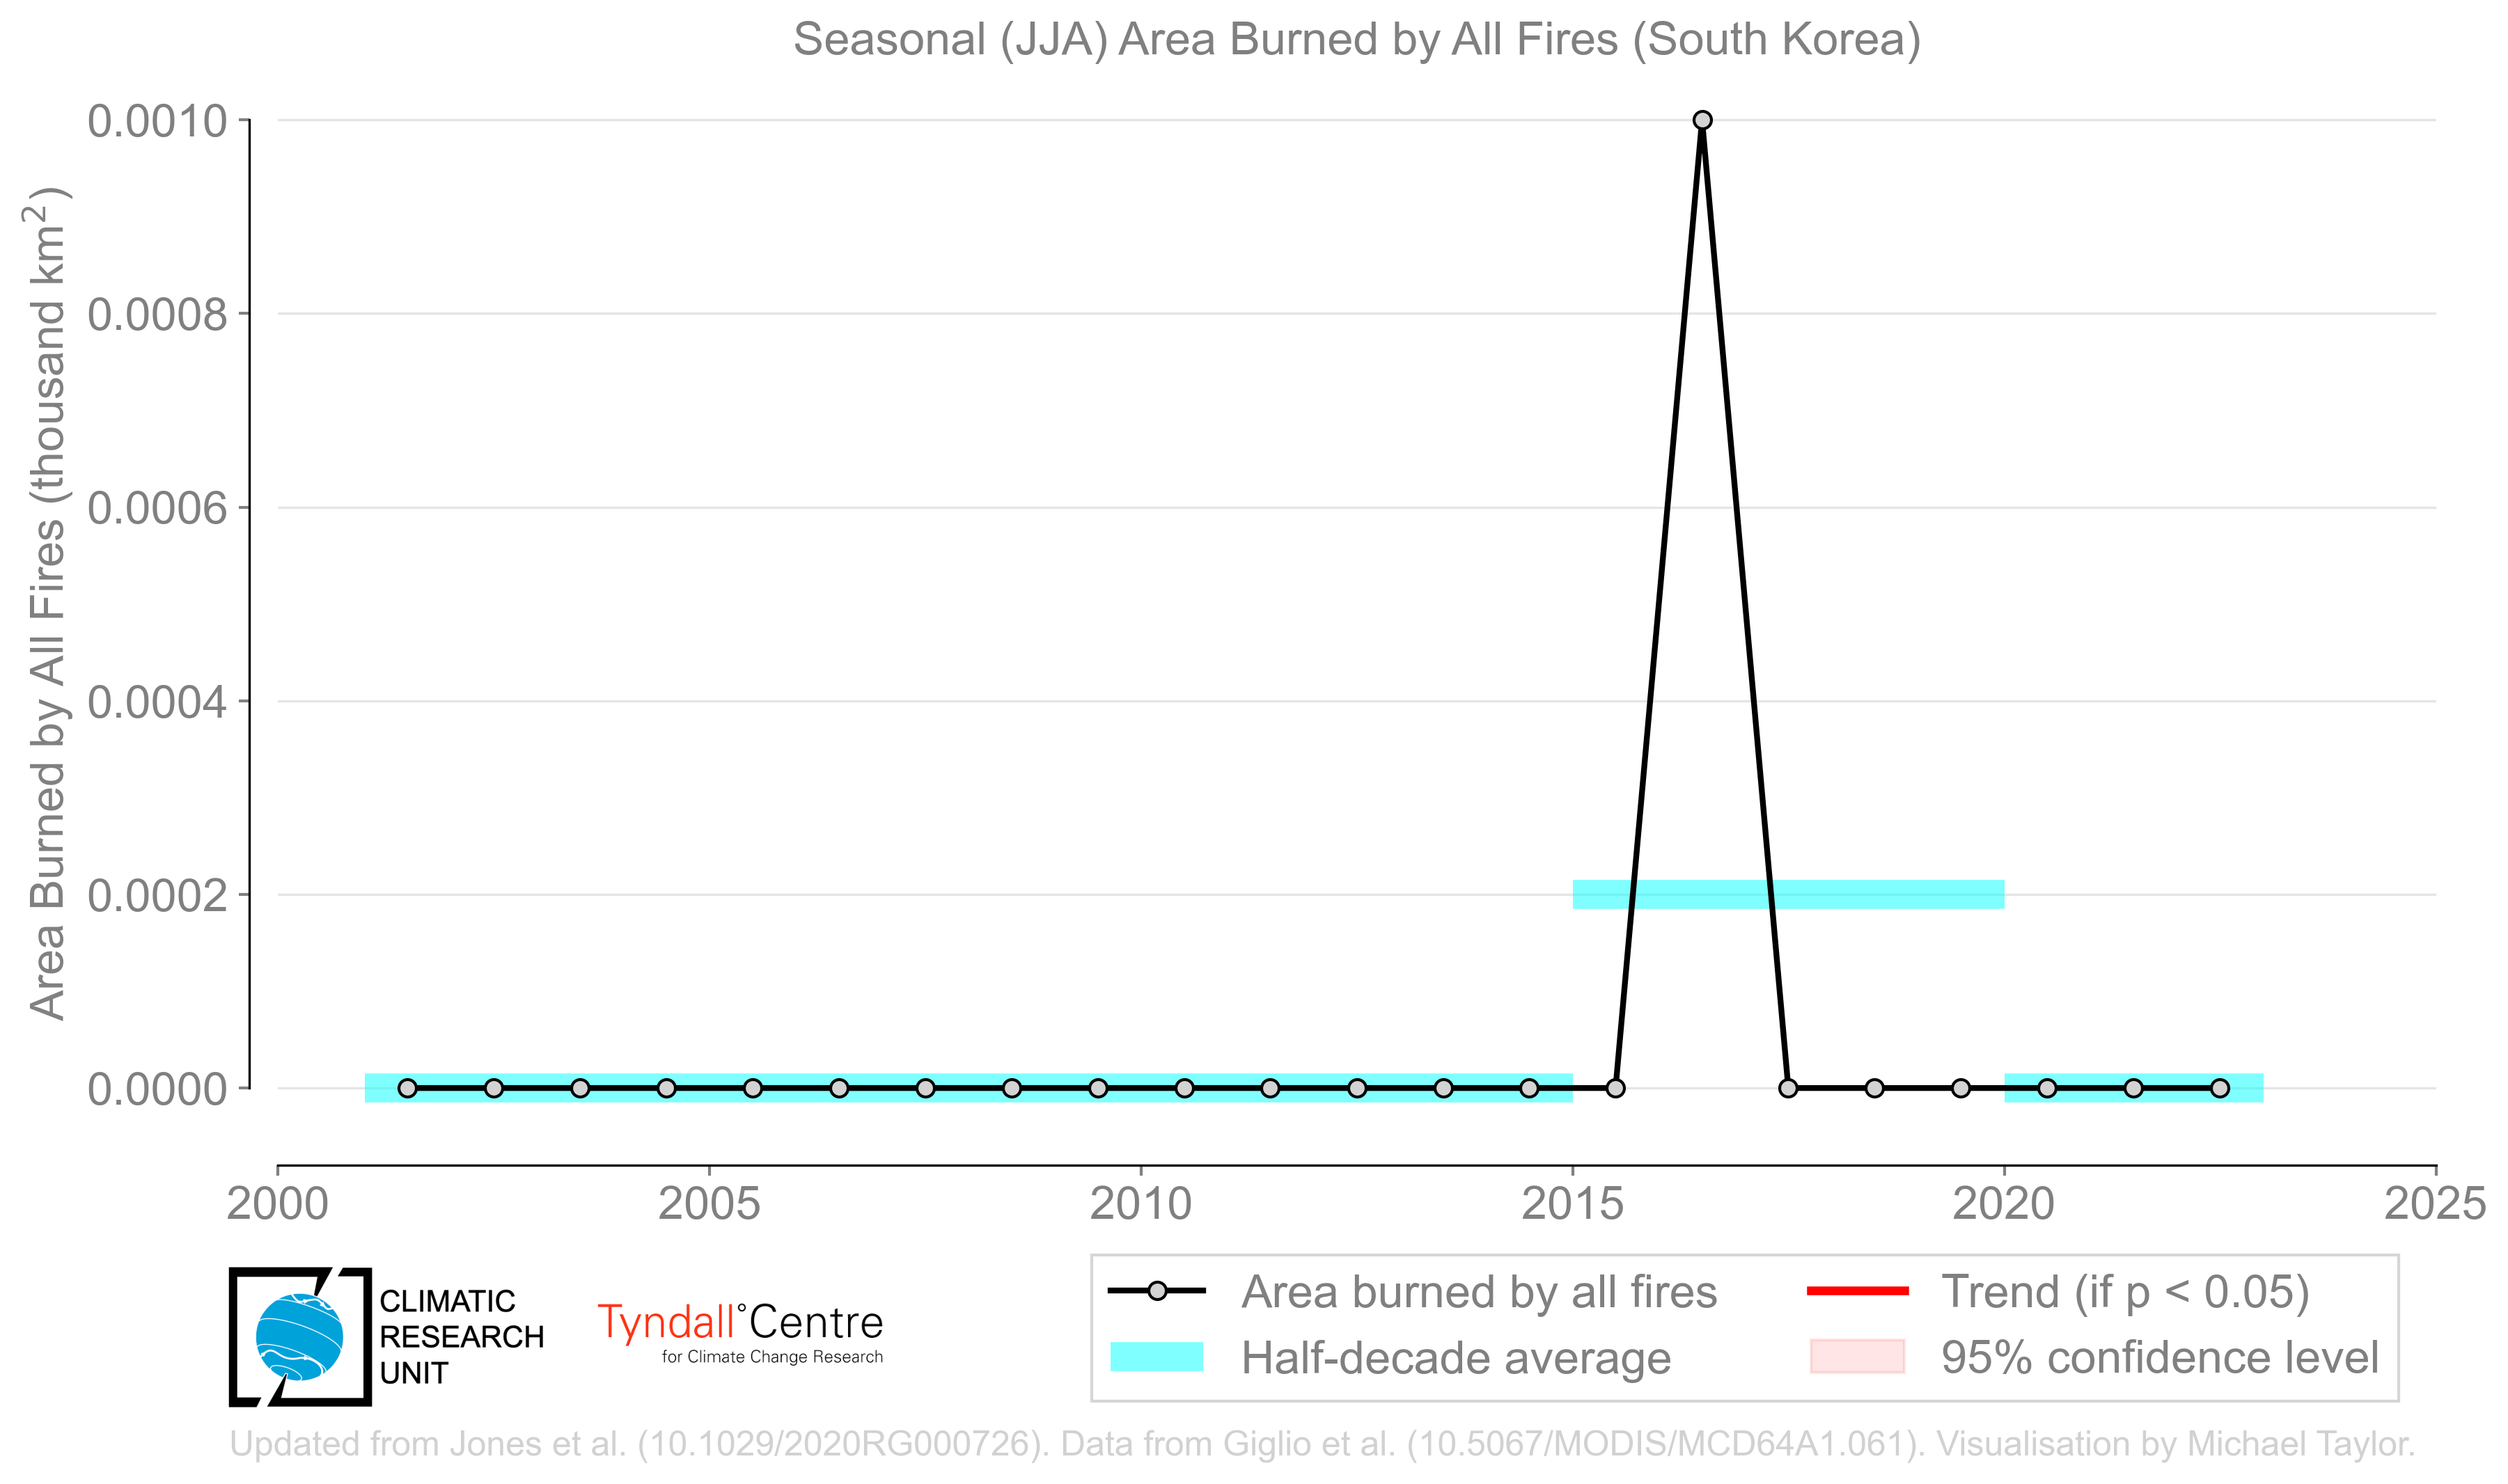 Seasonal (JJA) Area Burned by All Fires (South Korea)
Area Burned by All Fires (thousand km²)
0.0010
0.0008
0.0006
0.0004
0.0002
0.0000
2000 2005 2010 2015 2020 2025
CLIMATIC
RESEARCH
UNIT
Tyndall°Centre
for Climate Change Research
Area burned by all fires
Half-decade average
Trend (if p < 0.05)
95% confidence level
Updated from Jones et al. (10.1029/2020RG000726). Data from Giglio et al. (10.5067/MODIS/MCD64A1.061). Visualisation by Michael Taylor.